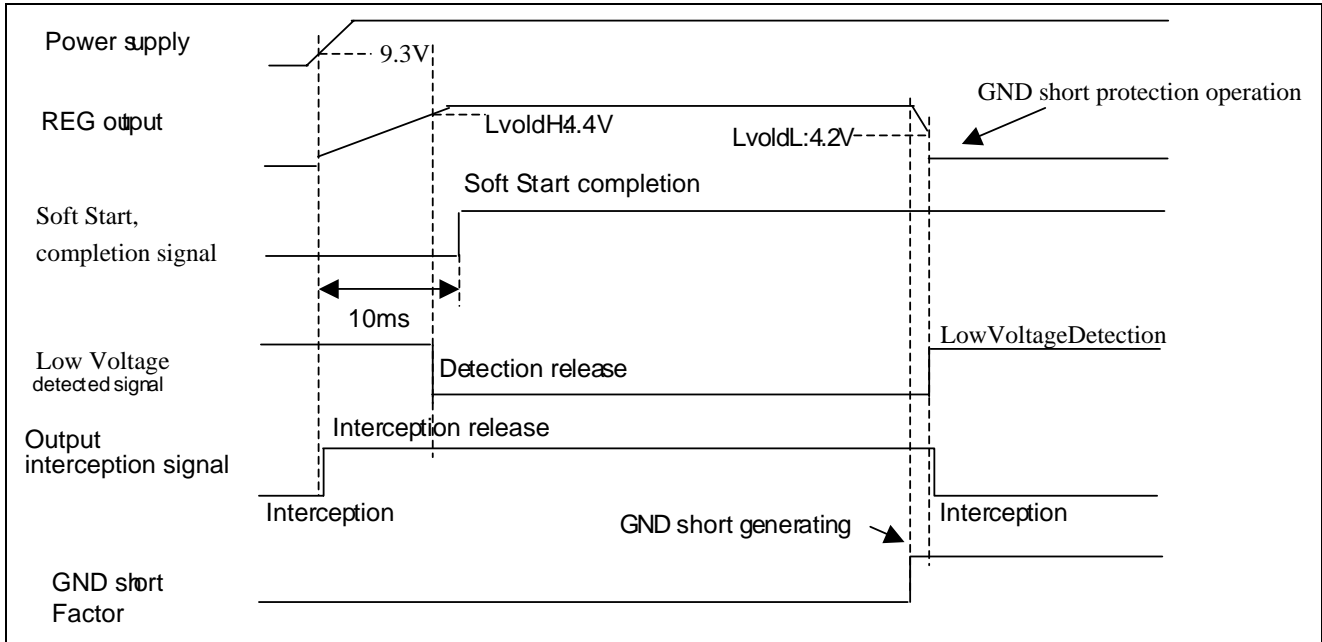 Power supply
9.3V
GND short protection operation
REG output
LvoldH4.4V
LvoldL:4.2V
Soft Start completion
Soft Start,
completion signal
10ms
LowVoltageDetection
Low Voltage
detected signal
Detection release
Output
interception signal
Interception release
Interception
GND short generating
Interception
GND short
Factor